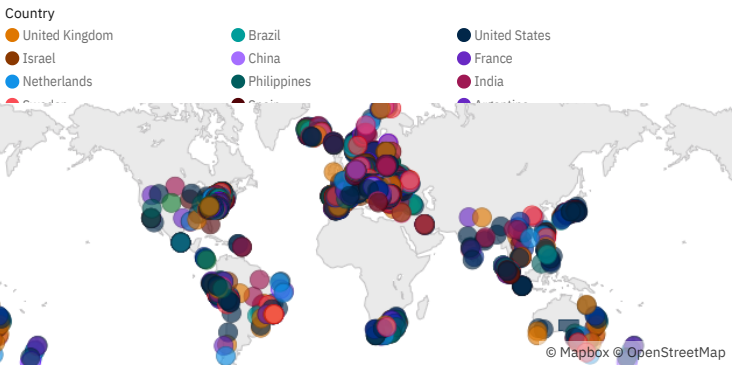 Country
United Kingdom
Brazil
United States
Israel
China
France
Netherlands
Philippines
India
© Mapbox © OpenStreetMap